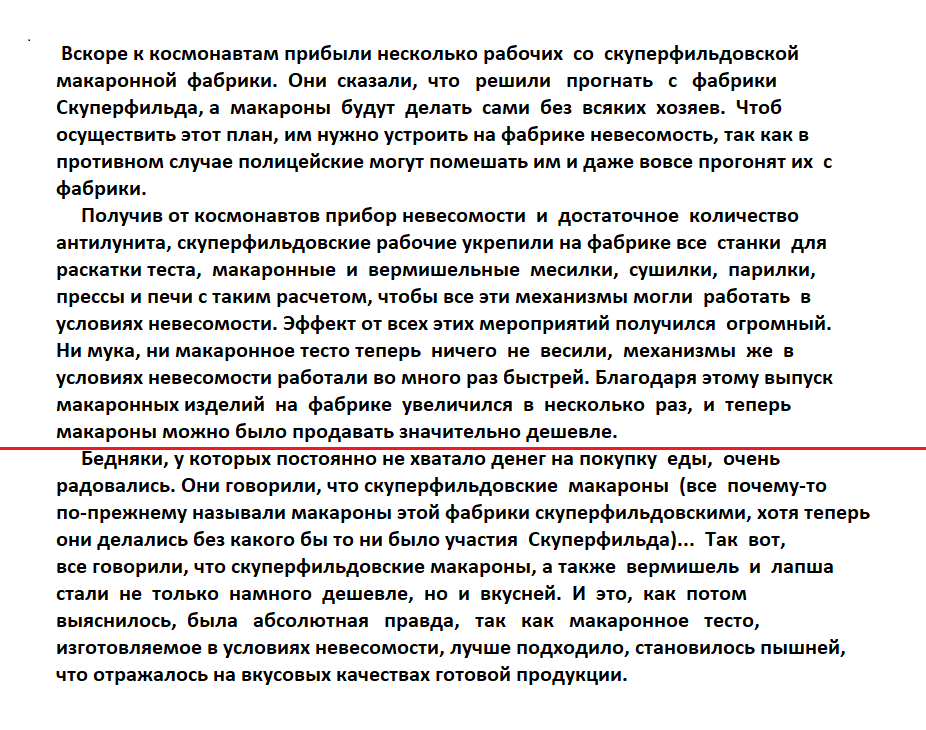 Вскоре к космонавтам прибыли несколько рабочих со скуперфильдовской
макаронной фабрики. Они сказали, что решили прогнать с фабрики
Скуперфильда, а макароны будут делать сами без всяких хозяев. Чтоб
осуществить этот план, им нужно устроить на фабрике невесомость, так как в
противном случае полицейские могут помешать им и даже вовсе прогонят их с
фабрики.
Получив от космонавтов прибор невесомости и достаточное количество
антилунита, скуперфильдовские рабочие укрепили на фабрике все станки для
раскатки теста, макаронные и вермишельные месилки, сушилки, парилки,
прессы и печи с таким расчетом, чтобы все эти механизмы могли работать в
условиях невесомости. Эффект от всех этих мероприятий получился огромный.
Ни мука, ни макаронное тесто теперь ничего не весили, механизмы же в
условиях невесомости работали во много раз быстрей. Благодаря этому выпуск
макаронных изделий на фабрике увеличился в несколько раз, и теперь
макароны можно было продавать значительно дешевле.
Бедняки, у которых постоянно не хватало денег на покупку еды, очень
радовались. Они говорили, что скуперфильдовские макароны (все почему-то
по-прежнему называли макароны этой фабрики скуперфильдовскими, хотя теперь
они делались без какого бы то ни было участия Скуперфильда)... Так вот,
все говорили, что скуперфильдовские макароны, а также вермишель и лапша
стали не только намного дешевле, но и вкусней. И это, как потом
выяснилось, была абсолютная правда, так как макаронное тесто,
изготовляемое в условиях невесомости, лучше подходило, становилось пышней,
что отражалось на вкусовых качествах готовой продукции.